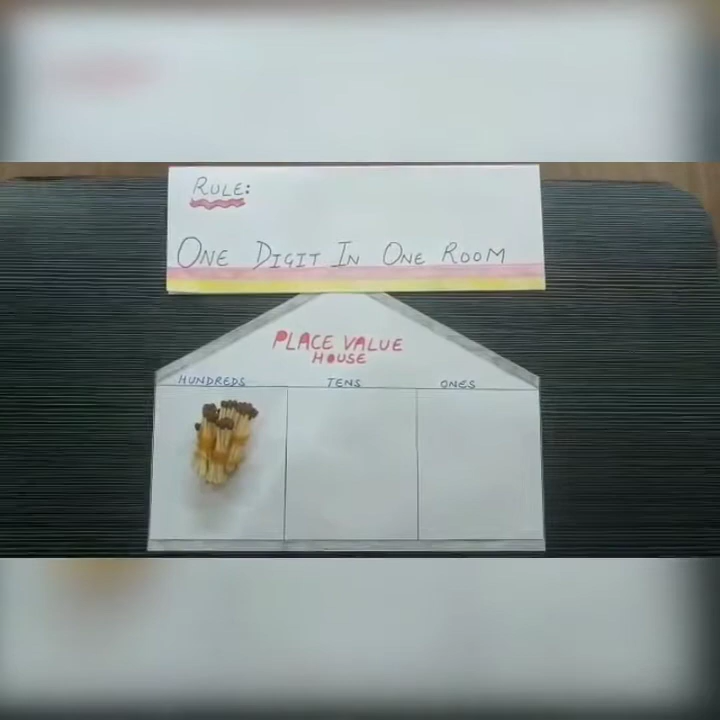 RULE:
ONE DIGIT IN ONE ROOM
PLACE VALUE
HOUSE
HUNDREDS TENS ONES